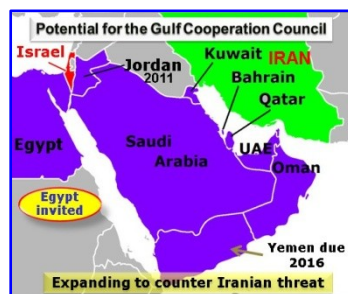 Potential for the Gulf Cooperation Council
Israel
Jordan
2011
Kuwait
IRAN
Bahrain
Qatar
Egypt
Saudi
Arabia
UAE
Oman
Egypt
invited
Yemen due
2016
Expanding to counter Iranian threat